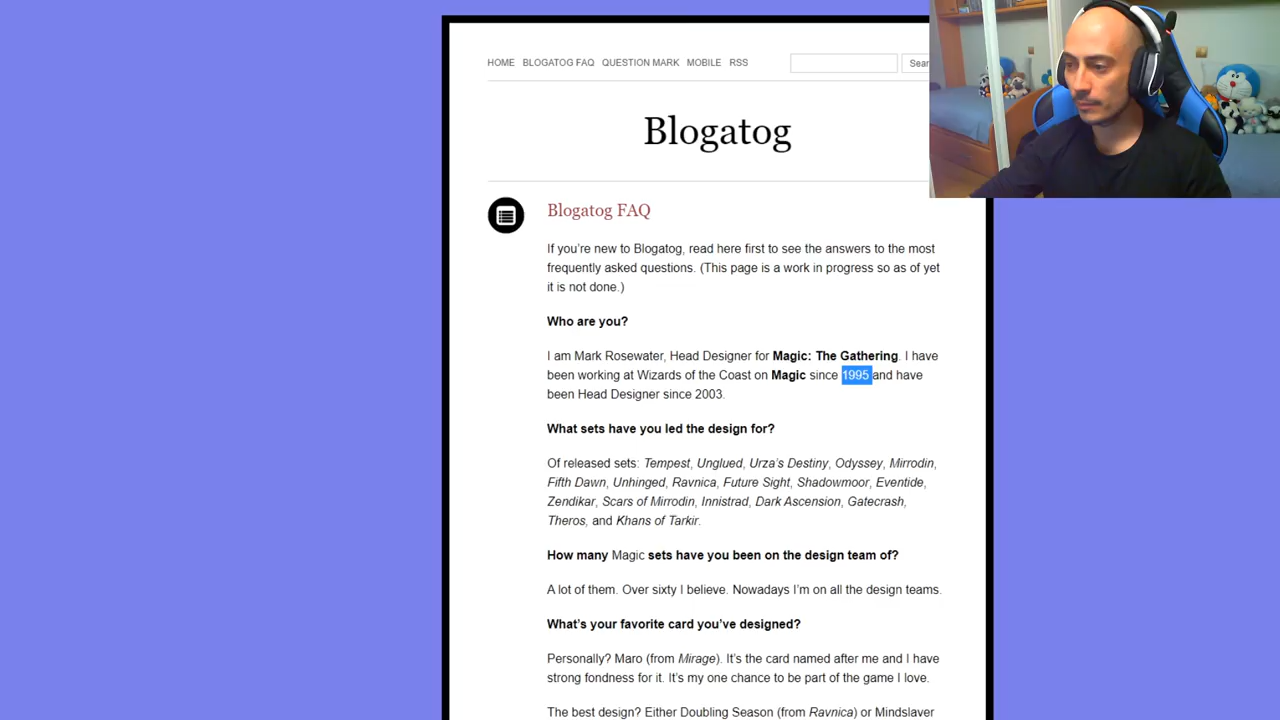 HOME BLOGATOG FAQ QUESTION MARK MOBILE RSS Sear
Blogatog
Blogatog FAQ
If you’re new to Blogatog, read here first to see the answers to the most
frequently asked questions. (This page is a work in progress so as of yet
it is not done.)
Who are you?
I am Mark Rosewater, Head Designer for Magic: The Gathering. I have
been working at Wizards of the Coast on Magic since 1995 and have
been Head Designer since 2003.
What sets have you led the design for?
Of released sets: Tempest, Unglued, Urza’s Destiny, Odyssey, Mirrodin,
Fifth Dawn, Unhinged, Ravnica, Future Sight, Shadowmoor, Eventide,
Zendikar, Scars of Mirrodin, Innistrad, Dark Ascension, Gatecrash,
Theros, and Khans of Tarkir.
How many Magic sets have you been on the design team of?
A lot of them. Over sixty I believe. Nowadays I’m on all the design teams.
What’s your favorite card you’ve designed?
Personally? Maro (from Mirage). It’s the card named after me and I have
strong fondness for it. It’s my one chance to be part of the game I love.
The best design? Either Doubling Season (from Ravnica) or Mindslaver